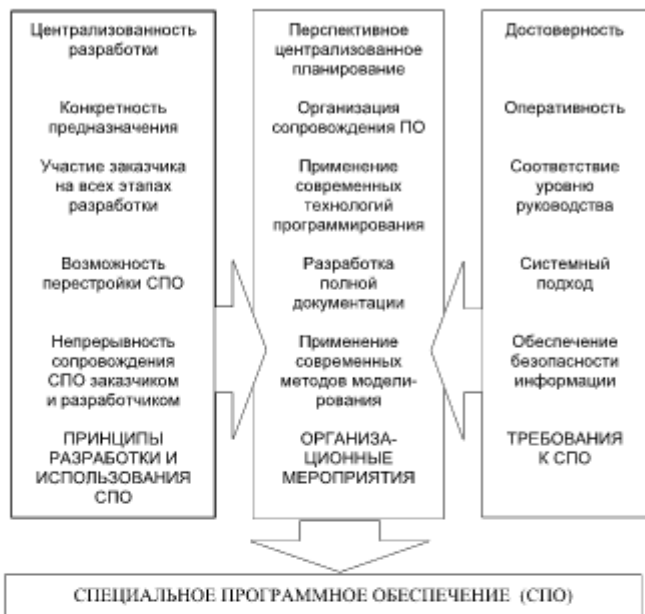 Централизованность
разработки
Конкретность
предназначения
Участие заказчика
на всех этапах
разработки
Возможность
перестройки СПО
Непрерывность
сопровождения
СПО заказчиком
и разработчиком
ПРИНЦИПЫ
РАЗРАБОТКИ И
ИСПОЛЬЗОВАНИЯ
СПО
Перспективное
централизованное
планирование
Организация
сопровождения ПО
Применение
современных
технологий
программирования
Разработка
полной
документации
Применение
современных
методов модели-
рования
ОРГАНИЗА-
ЦИОННЫЕ
МЕРОПРИЯТИЯ
Достоверность
Оперативность
Соответствие
уровню
руководства
Системный
подход
Обеспечение
безопасности
информации
ТРЕБОВАНИЯ
К СПО
СПЕЦИАЛЬНОЕ ПРОГРАММНОЕ ОБЕСПЕЧЕНИЕ (СПО)